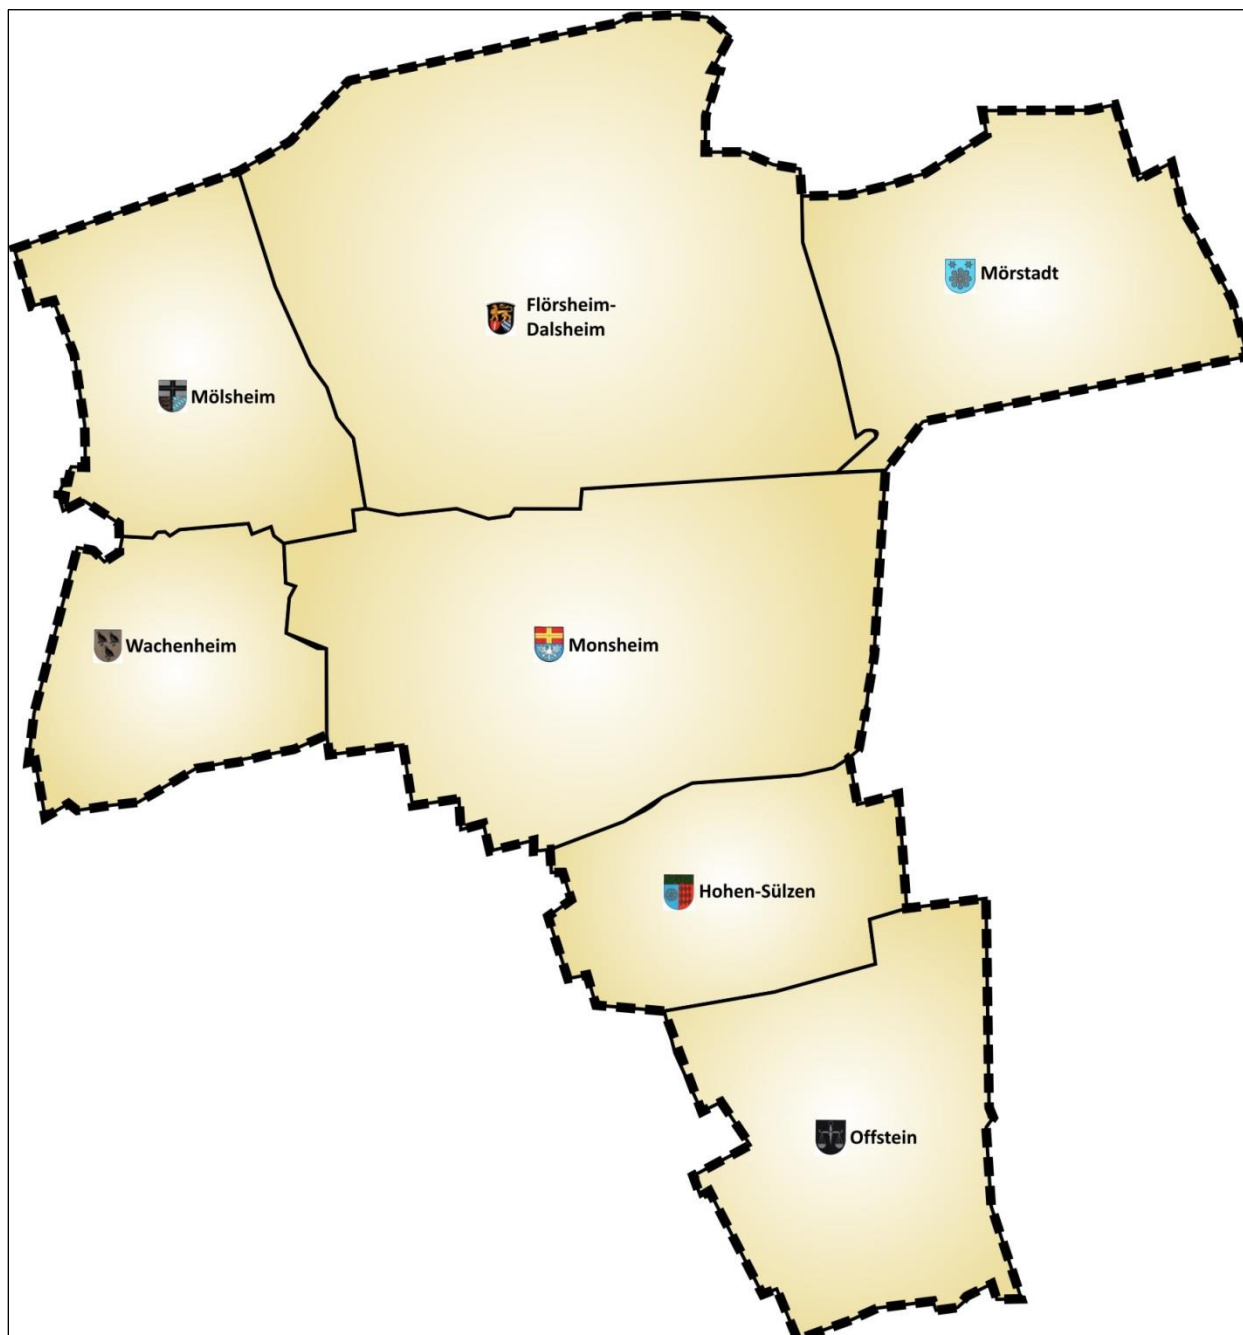 Mörstadt
Flörsheim-
Dalsheim
Mölsheim
Wachenheim
Monsheim
Hohen-Sülzen
Offstein